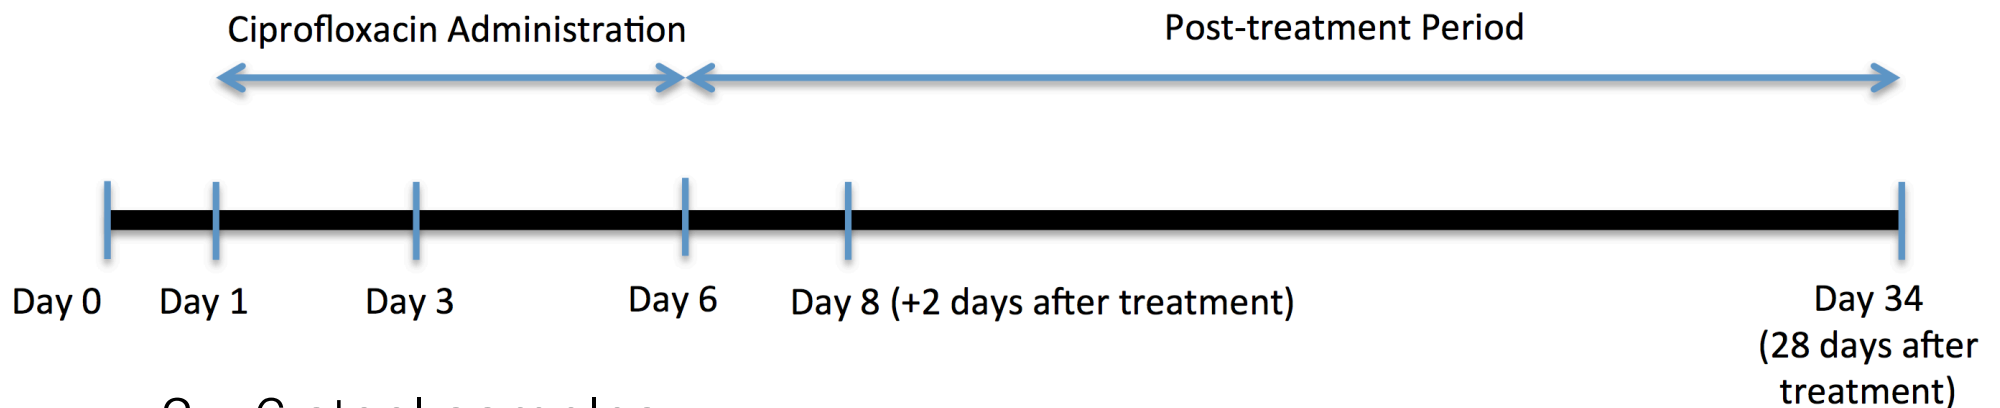 Ciprofloxacin Administration
Post-treatment Period
Day 0
Day 1
Day 3
Day 6
Day 8 (+2 days after treatment)
Day 34
(28 days after
treatment)